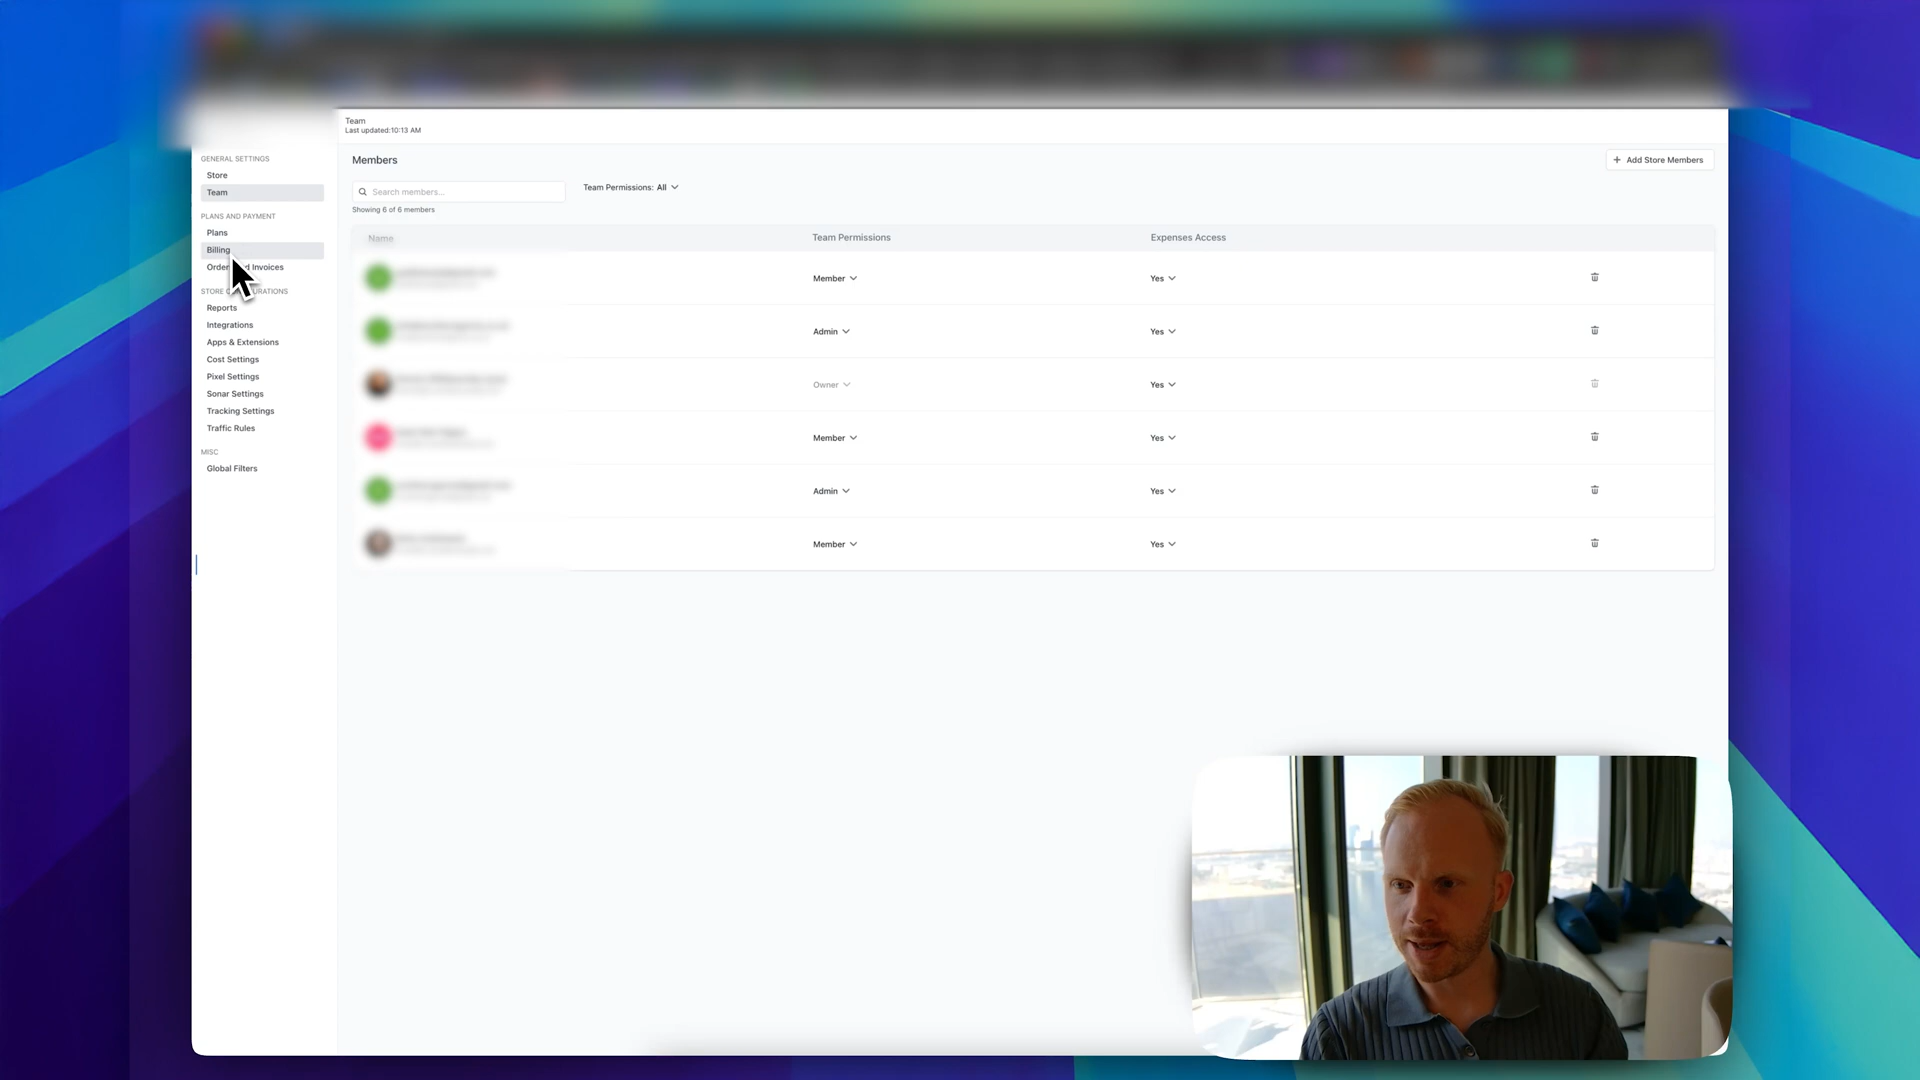 Team
Last updated:10:13 AM
GENERAL SETTINGS
Store
Team
PLANS AND PAYMENT
Plans
Billing
Invoices
STORE
Reports
Integrations
Apps & Extensions
Cost Settings
Pixel Settings
Sonar Settings
Tracking Settings
Traffic Rules
MISC
Global Filters
Members
+ Add Store Members
Search members...
Team Permissions: All
Showing 6 of 6 members
Name Team Permissions Expenses Access
Member Yes
Admin Yes
Owner Yes
Member Yes
Admin Yes
Member Yes